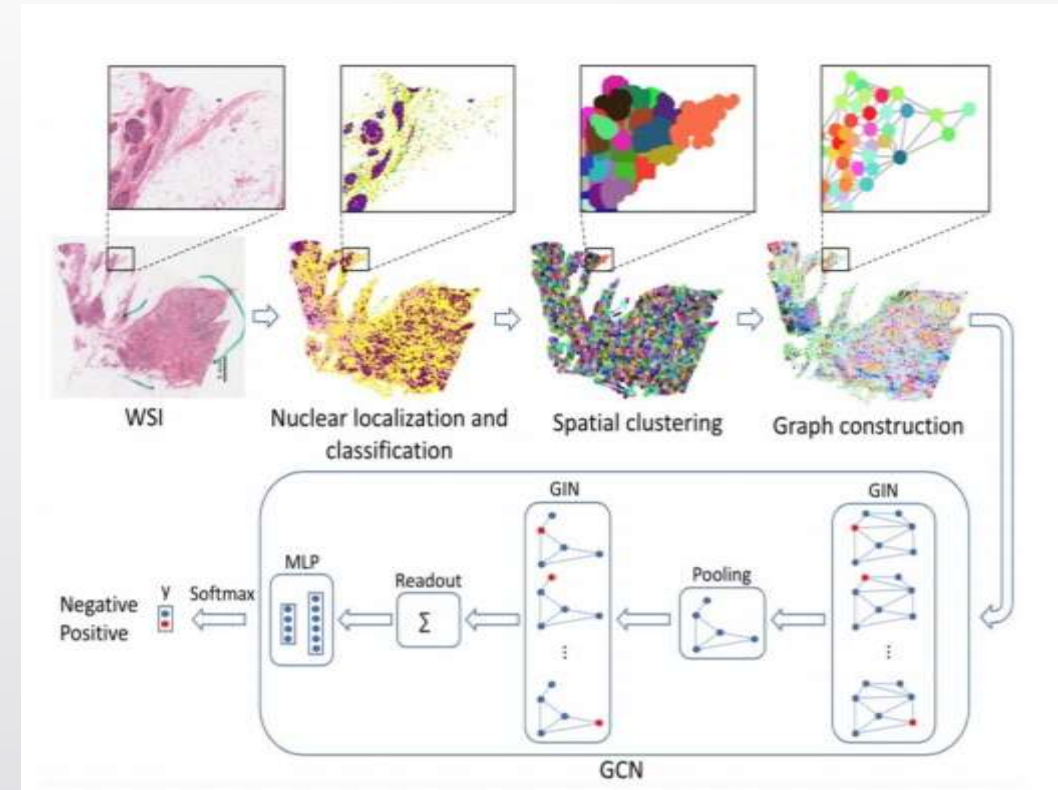 WSI
Nuclear localization and
classification
Spatial clustering
Graph construction
GIN
GIN
Pooling
Readout
Σ
MLP
Softmax
y
Negative
Positive
⋮
⋮
GCN